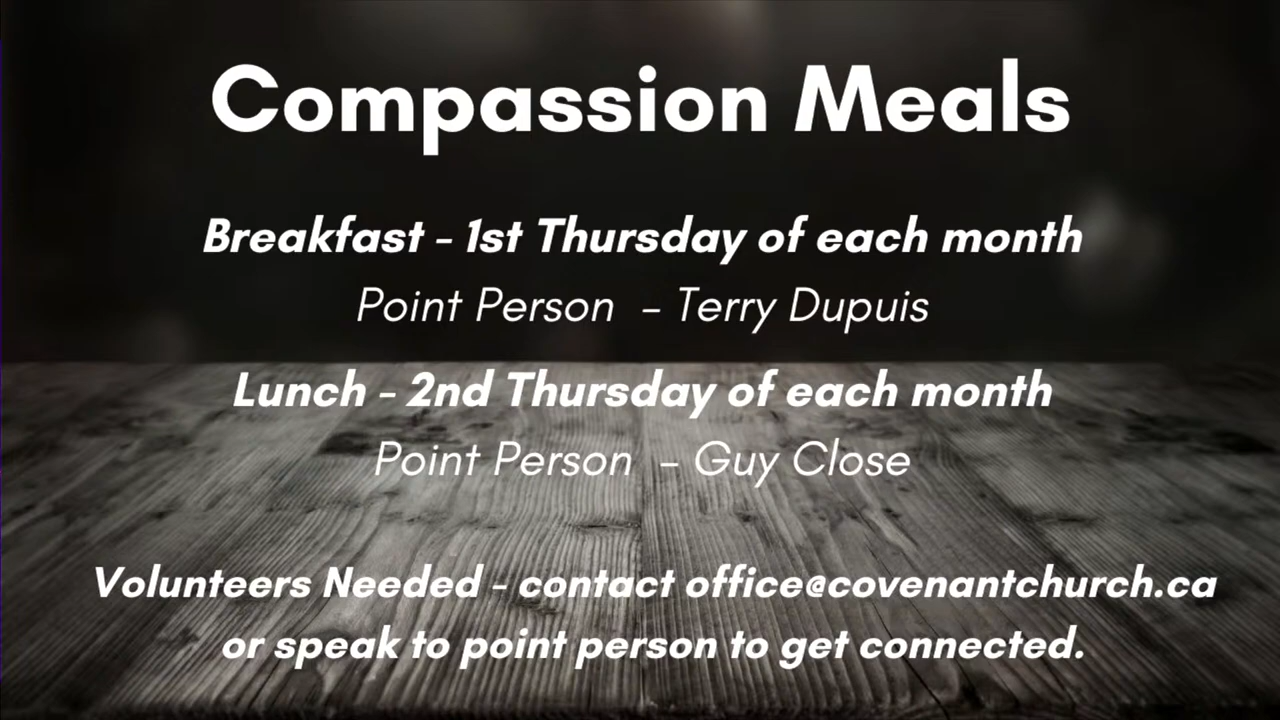 Compassion Meals
Breakfast - 1st Thursday of each month
Point Person – Terry Dupuis
Lunch - 2nd Thursday of each month
Point Person – Guy Close
Volunteers Needed - contact office@covenantchurch.ca
or speak to point person to get connected.